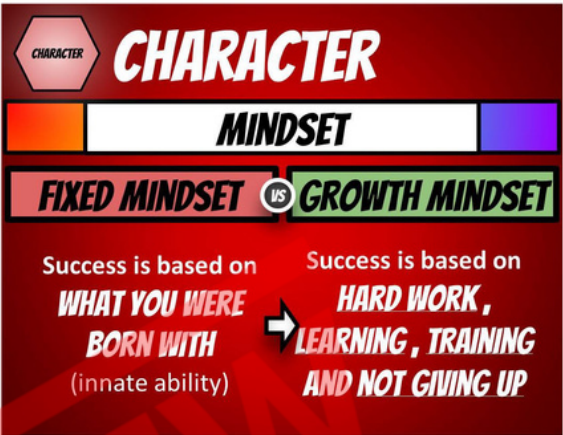 CHARACTER
CHARACTER
MINDSET
FIXED MINDSET VS GROWTH MINDSET
Success is based on
WHAT YOU WERE
BORN WITH
(innate ability)
Success is based on
HARD WORK ,
LEARNING , TRAINING
AND NOT GIVING UP